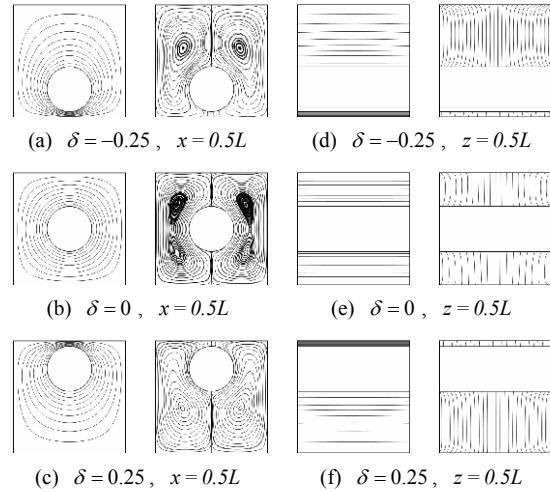 (a) δ = −0.25 , x = 0.5L
(d) δ = −0.25 , z = 0.5L
(b) δ = 0 , x = 0.5L
(e) δ = 0 , z = 0.5L
(c) δ = 0.25 , x = 0.5L
(f) δ = 0.25 , z = 0.5L